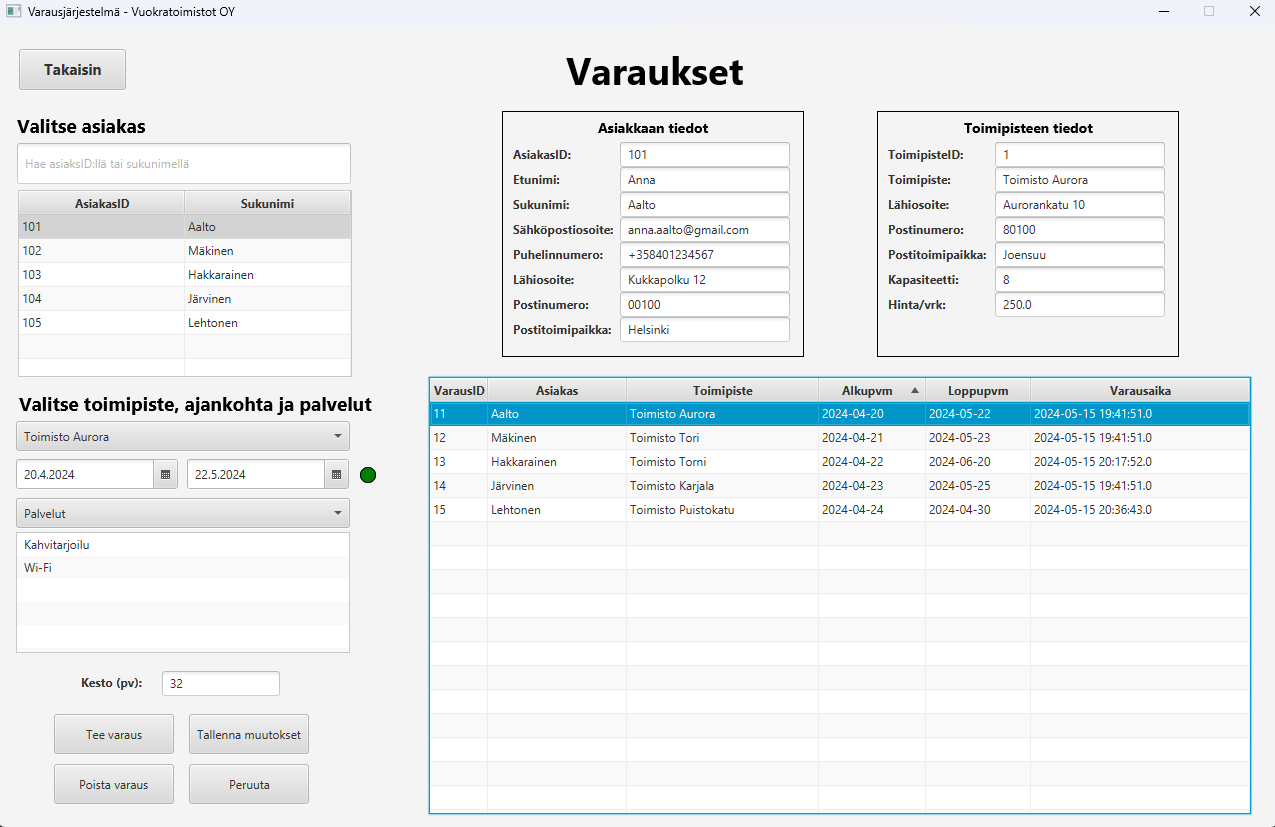 Varausjärjestelmä - Vuokratoimistot OY
Takaisin
Varaukset
Valitse asiakas
Hae asiaksID:llä tai sukunimellä
AsiakasID Sukunimi
101 Aalto
102 Mäkinen
103 Hakkarainen
104 Järvinen
105 Lehtonen
Valitse toimipiste, ajankohta ja palvelut
Toimisto Aurora
20.4.2024 22.5.2024
Palvelut
Kahvitarjoilu
Wi-Fi
Kesto (pv): 32
Tee varaus Tallenna muutokset
Poista varaus Peruuta
Asiakkaan tiedot
AsiakasID: 101
Etunimi: Anna
Sukunimi: Aalto
Sähköpostiosoite: anna.aalto@gmail.com
Puhelinnumero: +358401234567
Lähiosoite: Kukkapolku 12
Postinumero: 00100
Postitoimipaikka: Helsinki
Toimipisteen tiedot
ToimipisteID: 1
Toimipiste: Toimisto Aurora
Lähiosoite: Aurorankatu 10
Postinumero: 80100
Postitoimipaikka: Joensuu
Kapasiteetti: 8
Hinta/vrk: 250.0
VarausID Asiakas Toimipiste Alkupvm Loppupvm Varausaika
11 Aalto Toimisto Aurora 2024-04-20 2024-05-22 2024-05-15 19:41:51.0
12 Mäkinen Toimisto Tori 2024-04-21 2024-05-23 2024-05-15 19:41:51.0
13 Hakkarainen Toimisto Torni 2024-04-22 2024-06-20 2024-05-15 20:17:52.0
14 Järvinen Toimisto Karjala 2024-04-23 2024-05-25 2024-05-15 19:41:51.0
15 Lehtonen Toimisto Puistokatu 2024-04-24 2024-04-30 2024-05-15 20:36:43.0